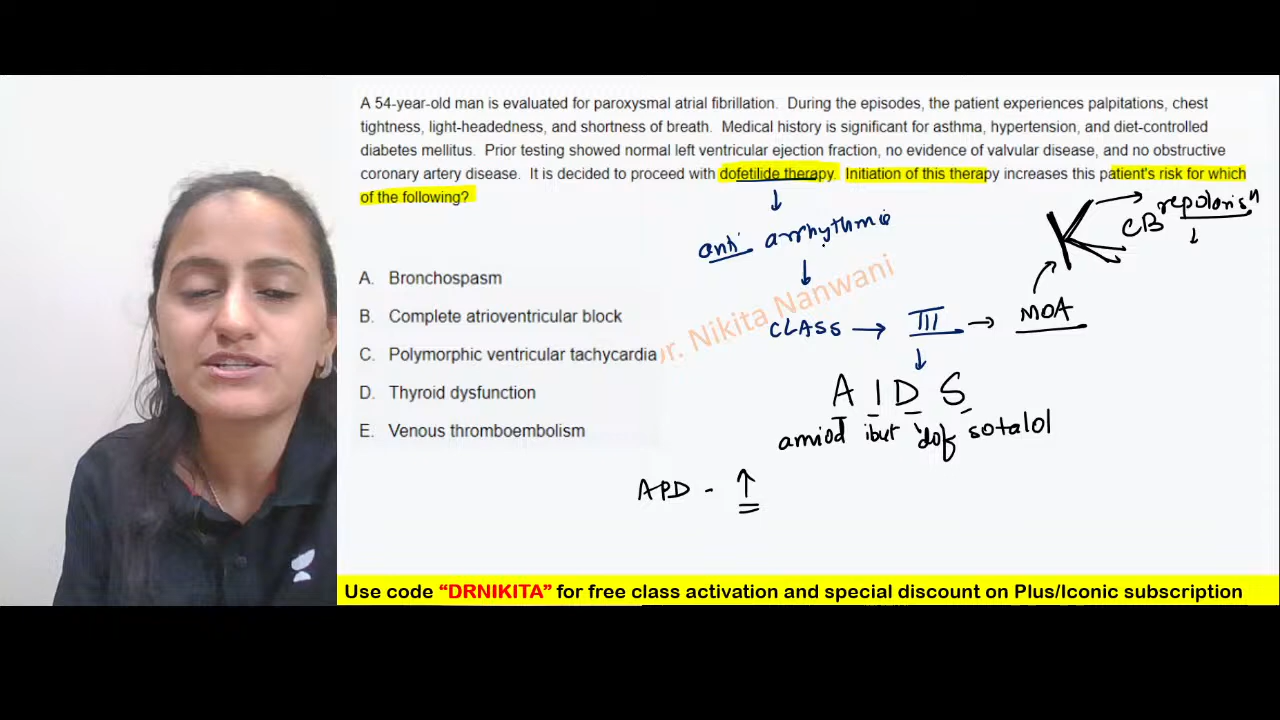 A 54-year-old man is evaluated for paroxysmal atrial fibrillation. During the episodes, the patient experiences palpitations, chest
tightness, light-headedness, and shortness of breath. Medical history is significant for asthma, hypertension, and diet-controlled
diabetes mellitus. Prior testing showed normal left ventricular ejection fraction, no evidence of valvular disease, and no obstructive
coronary artery disease. It is decided to proceed with dofetilide therapy. Initiation of this therapy increases this patient's risk for which
of the following?
K
CB
repolarisⁿ
anti arrhythmic
A. Bronchospasm
B. Complete atrioventricular block
C. Polymorphic ventricular tachycardia
D. Thyroid dysfunction
E. Venous thromboembolism
r. Nikita Nanwani
CLASS → III → MOA
A I D S
amiod ibut dof sotalol
APD - ↑
Use code “DRNIKITA” for free class activation and special discount on Plus/Iconic subscription